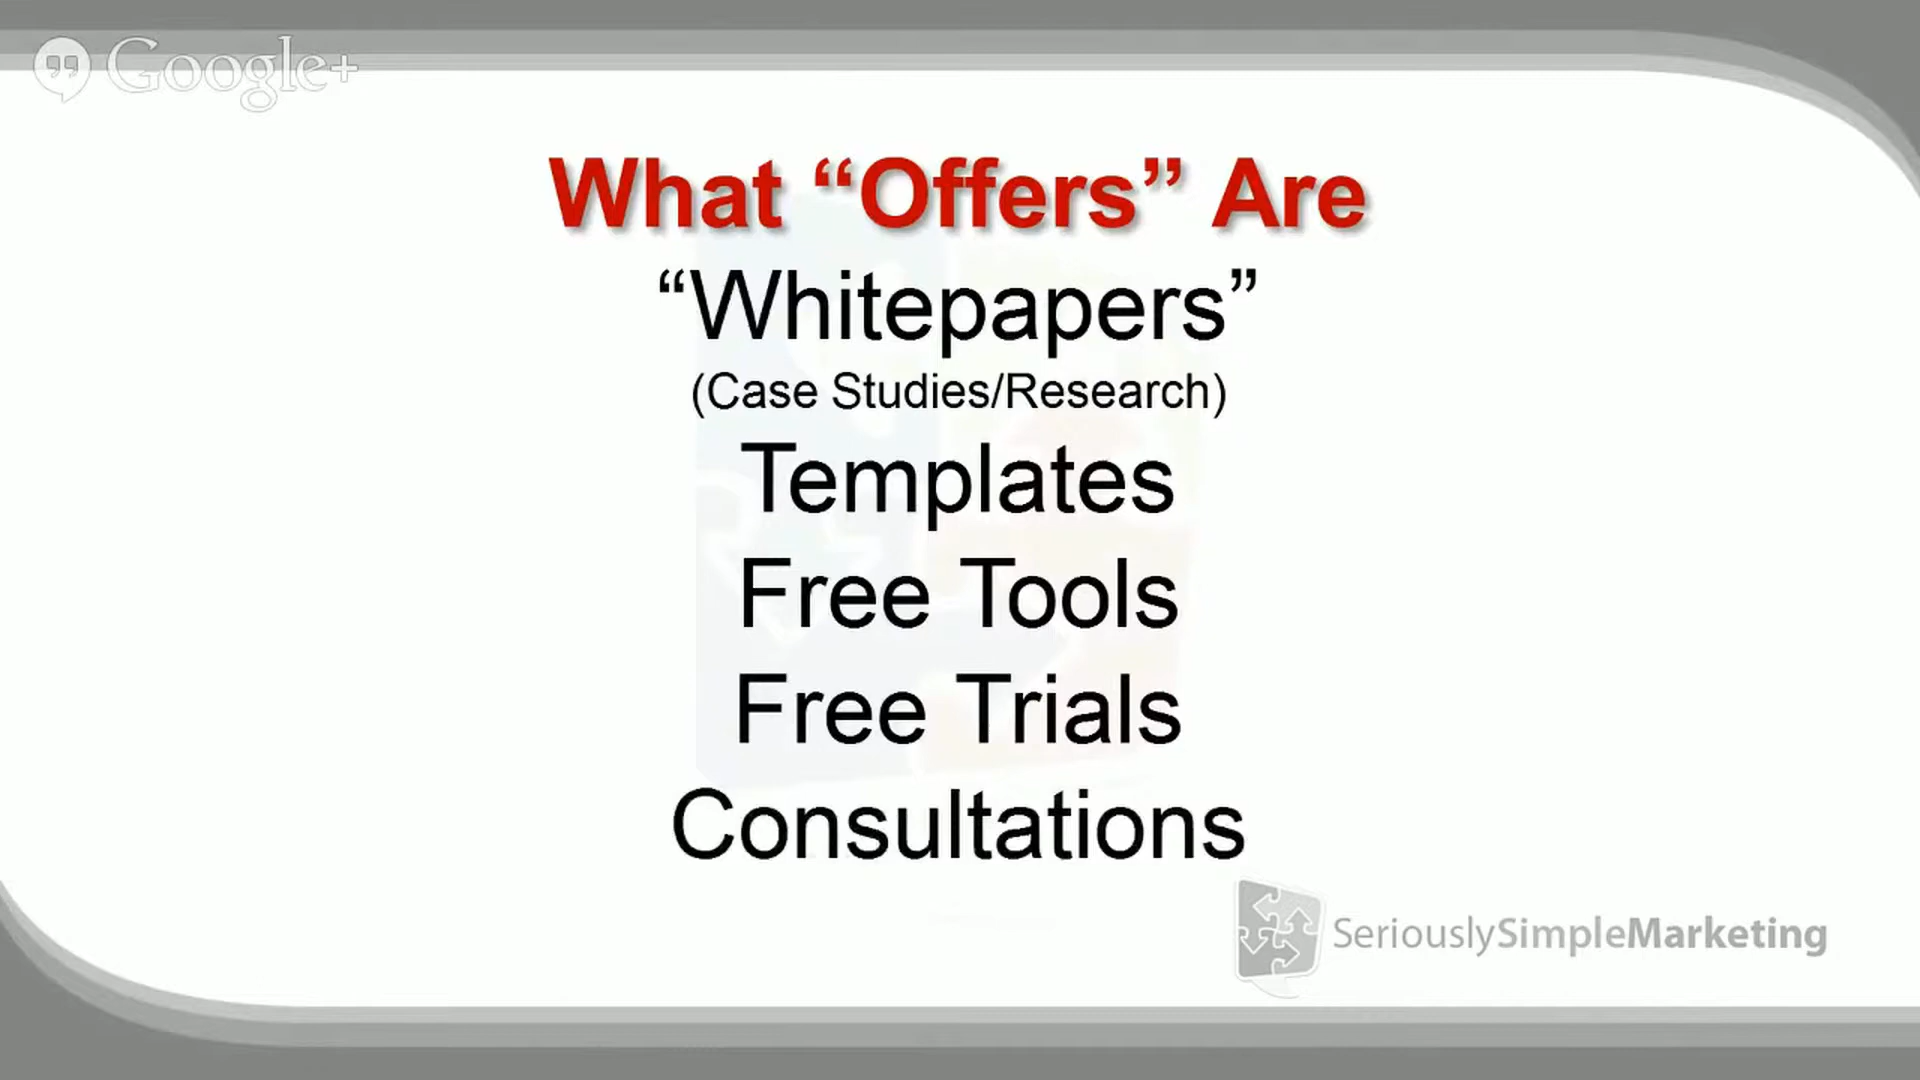 Google+
What “Offers” Are
“Whitepapers”
(Case Studies/Research)
Templates
Free Tools
Free Trials
Consultations
SeriouslySimpleMarketing